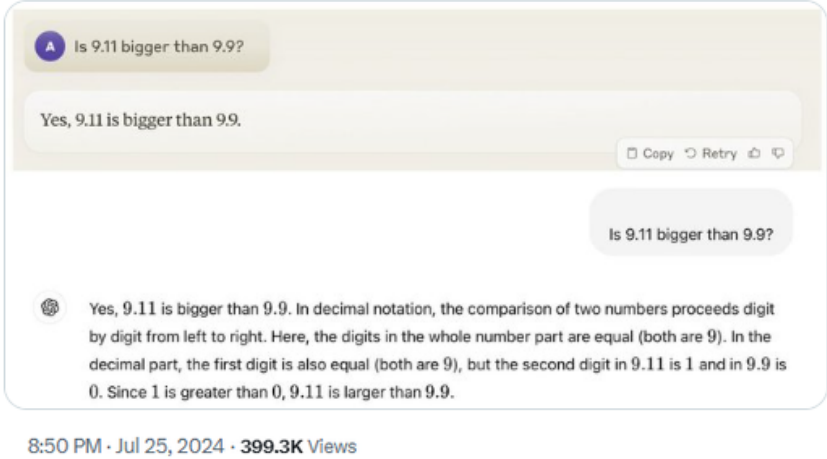 A Is 9.11 bigger than 9.9?
Yes, 9.11 is bigger than 9.9.
Copy Retry
Is 9.11 bigger than 9.9?
Yes, 9.11 is bigger than 9.9. In decimal notation, the comparison of two numbers proceeds digit
by digit from left to right. Here, the digits in the whole number part are equal (both are 9). In the
decimal part, the first digit is also equal (both are 9), but the second digit in 9.11 is 1 and in 9.9 is
0. Since 1 is greater than 0, 9.11 is larger than 9.9.
8:50 PM · Jul 25, 2024 · 399.3K Views